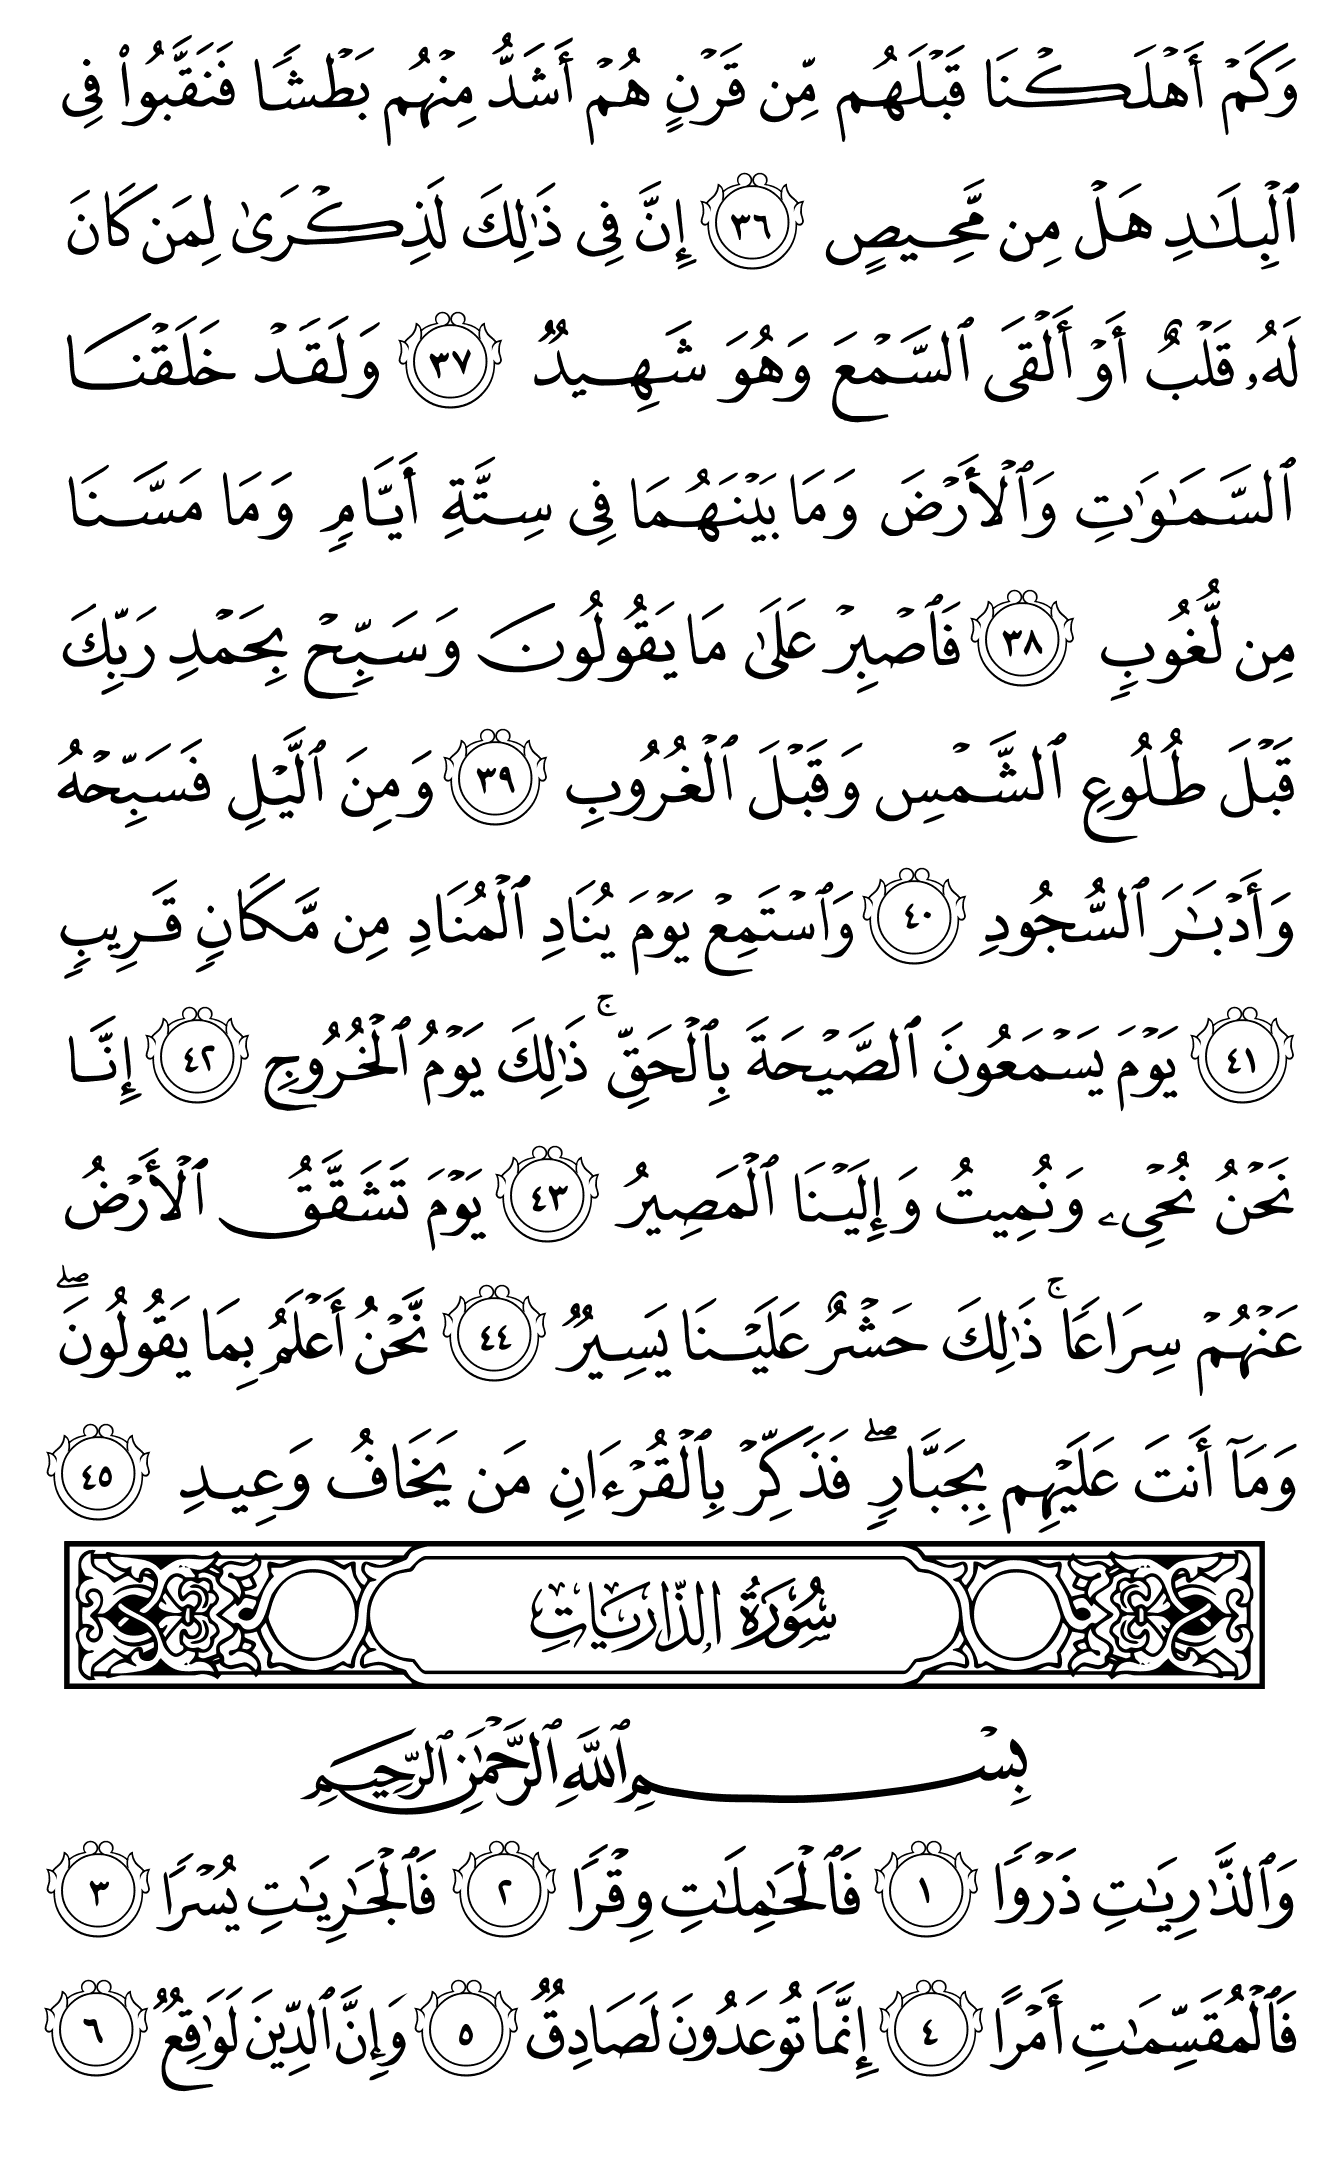 وَكَمۡ أَهۡلَكۡنَا قَبۡلَهُم مِّن قَرۡنٍ هُمۡ أَشَدُّ مِنۡهُم بَطۡشٗا فَنَقَّبُواْ فِي
ٱلۡبِلَٰدِ هَلۡ مِن مَّحِيصٍ ٣٦ إِنَّ فِي ذَٰلِكَ لَذِكۡرَىٰ لِمَن كَانَ
لَهُۥ قَلۡبٌ أَوۡ أَلۡقَى ٱلسَّمۡعَ وَهُوَ شَهِيدٞ ٣٧ وَلَقَدۡ خَلَقۡنَا
ٱلسَّمَٰوَٰتِ وَٱلۡأَرۡضَ وَمَا بَيۡنَهُمَا فِي سِتَّةِ أَيَّامٖ وَمَا مَسَّنَا
مِن لُّغُوبٖ ٣٨ فَٱصۡبِرۡ عَلَىٰ مَا يَقُولُونَ وَسَبِّحۡ بِحَمۡدِ رَبِّكَ
قَبۡلَ طُلُوعِ ٱلشَّمۡسِ وَقَبۡلَ ٱلۡغُرُوبِ ٣٩ وَمِنَ ٱلَّيۡلِ فَسَبِّحۡهُ
وَأَدۡبَٰرَ ٱلسُّجُودِ ٤٠ وَٱسۡتَمِعۡ يَوۡمَ يُنَادِ ٱلۡمُنَادِ مِن مَّكَانٖ قَرِيبٖ
٤١ يَوۡمَ يَسۡمَعُونَ ٱلصَّيۡحَةَ بِٱلۡحَقِّۚ ذَٰلِكَ يَوۡمُ ٱلۡخُرُوجِ ٤٢ إِنَّا
نَحۡنُ نُحۡيِۦ وَنُمِيتُ وَإِلَيۡنَا ٱلۡمَصِيرُ ٤٣ يَوۡمَ تَشَقَّقُ ٱلۡأَرۡضُ
عَنۡهُمۡ سِرَاعٗاۚ ذَٰلِكَ حَشۡرٌ عَلَيۡنَا يَسِيرٞ ٤٤ نَّحۡنُ أَعۡلَمُ بِمَا يَقُولُونَۖ
وَمَآ أَنتَ عَلَيۡهِم بِجَبَّارٖۖ فَذَكِّرۡ بِٱلۡقُرۡءَانِ مَن يَخَافُ وَعِيدِ ٤٥
سُورَةُ الذَّارِيَاتِ
بِسۡمِ ٱللَّهِ ٱلرَّحۡمَٰنِ ٱلرَّحِيمِ
وَٱلذَّٰرِيَٰتِ ذَرۡوٗا ١ فَٱلۡحَٰمِلَٰتِ وِقۡرٗا ٢ فَٱلۡجَٰرِيَٰتِ يُسۡرٗا ٣
فَٱلۡمُقَسِّمَٰتِ أَمۡرًا ٤ إِنَّمَا تُوعَدُونَ لَصَادِقٞ ٥ وَإِنَّ ٱلدِّينَ لَوَٰقِعٞ ٦